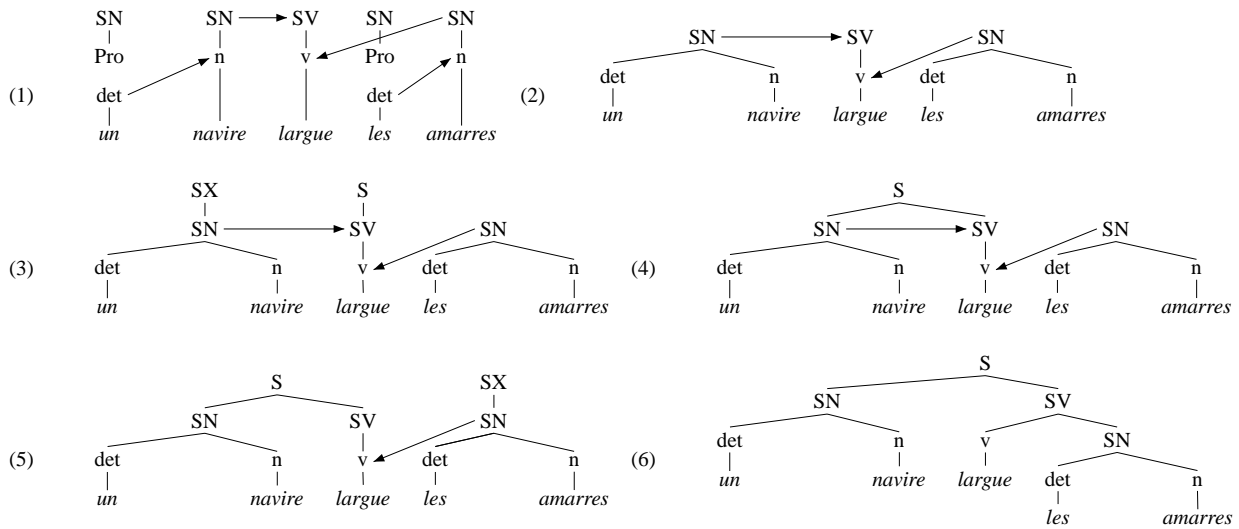 SN SN SV SN SN
Pro n v Pro n
(1) det det
un navire largue les amarres
SN SV SN
det n v det n
(2) un navire largue les amarres
SX S
SN SV SN
(3) det n v det n
un navire largue les amarres
S
SN SV SN
(4) det n v det n
un navire largue les amarres
S SX
SN SV SN
(5) det n v det n
un navire largue les amarres
S
SN SV
(6) det n v SN
un navire largue det n
les amarres